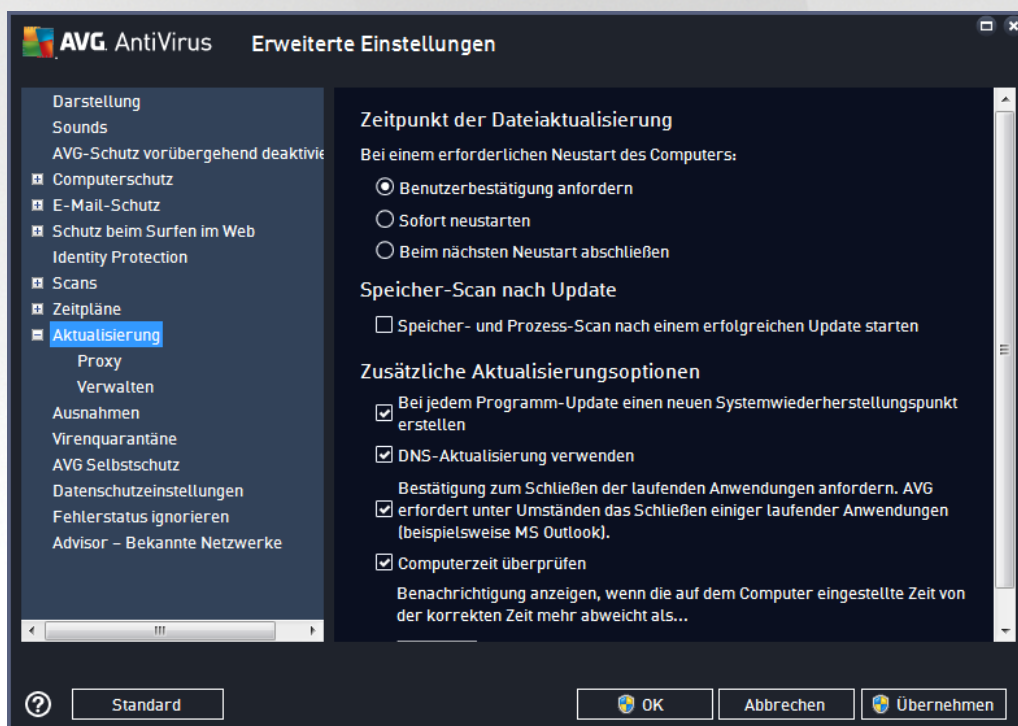 AVG. AntiVirus Erweiterte Einstellungen
Darstellung
Sounds
AVG-Schutz vorübergehend deaktivie
Computerschutz
E-Mail-Schutz
Schutz beim Surfen im Web
Identity Protection
Scans
Zeitpläne
Aktualisierung
Proxy
Verwalten
Ausnahmen
Virenquarantäne
AVG Selbstschutz
Datenschutzeinstellungen
Fehlerstatus ignorieren
Advisor – Bekannte Netzwerke
Zeitpunkt der Dateiaktualisierung
Bei einem erforderlichen Neustart des Computers:
Benutzerbestätigung anfordern
Sofort neustarten
Beim nächsten Neustart abschließen
Speicher-Scan nach Update
Speicher- und Prozess-Scan nach einem erfolgreichen Update starten
Zusätzliche Aktualisierungsoptionen
Bei jedem Programm-Update einen neuen Systemwiederherstellungspunkt
erstellen
DNS-Aktualisierung verwenden
Bestätigung zum Schließen der laufenden Anwendungen anfordern. AVG
erfordert unter Umständen das Schließen einiger laufender Anwendungen
(beispielsweise MS Outlook).
Computerzeit überprüfen
Benachrichtigung anzeigen, wenn die auf dem Computer eingestellte Zeit von
der korrekten Zeit mehr abweicht als...
? Standard OK Abbrechen Übernehmen